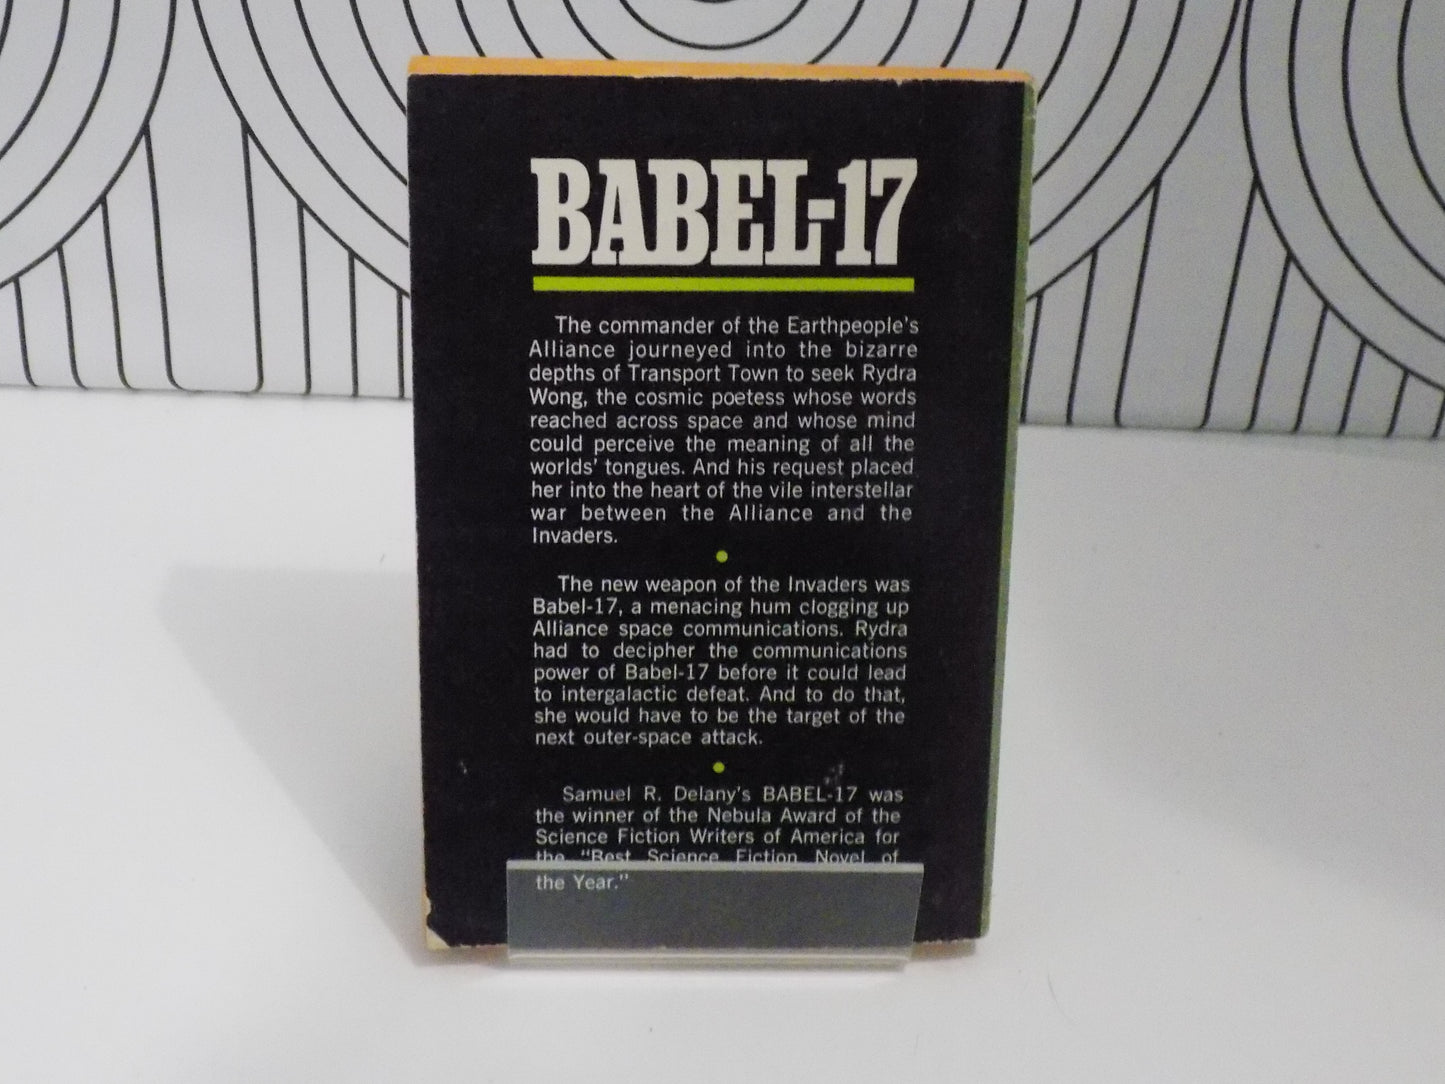 BABEL-17
The commander of the Earthpeople's
Alliance journeyed into the bizarre
depths of Transport Town to seek Rydra
Wong, the cosmic poetess whose words
reached across space and whose mind
could perceive the meaning of all the
worlds' tongues. And his request placed
her into the heart of the vile interstellar
war between the Alliance and the
Invaders.
The new weapon of the Invaders was
Babel-17, a menacing hum clogging up
Alliance space communications. Rydra
had to decipher the communications
power of Babel-17 before it could lead
to intergalactic defeat. And to do that,
she would have to be the target of the
next outer-space attack.
Samuel R. Delany's BABEL-17 was
the winner of the Nebula Award of the
Science Fiction Writers of America for
the "Best Science Fiction Novel of
the Year."